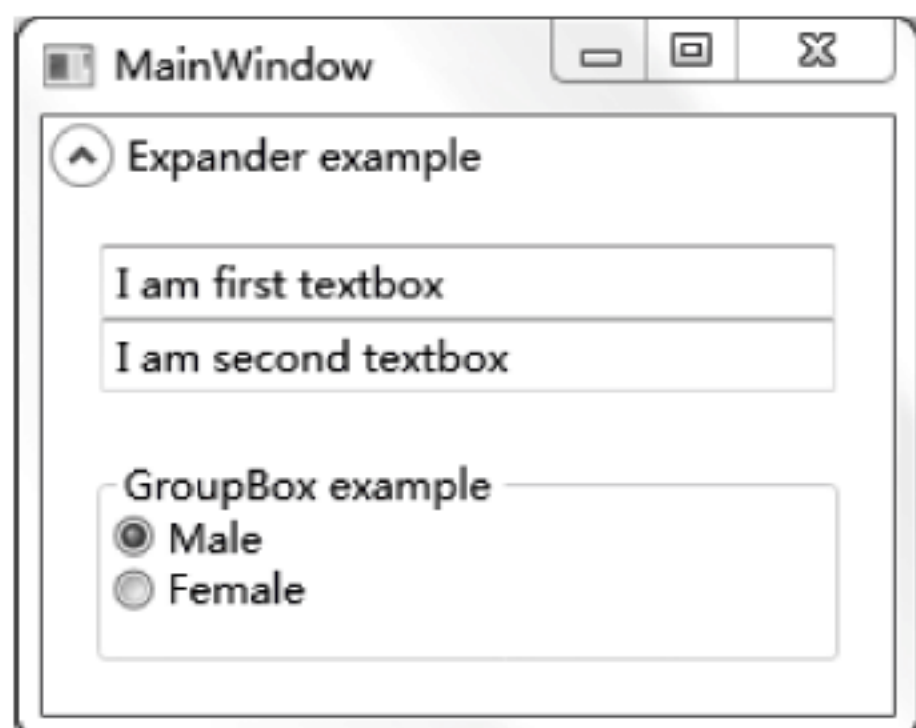 MainWindow
Expander example
I am first textbox
I am second textbox
GroupBox example
Male
Female